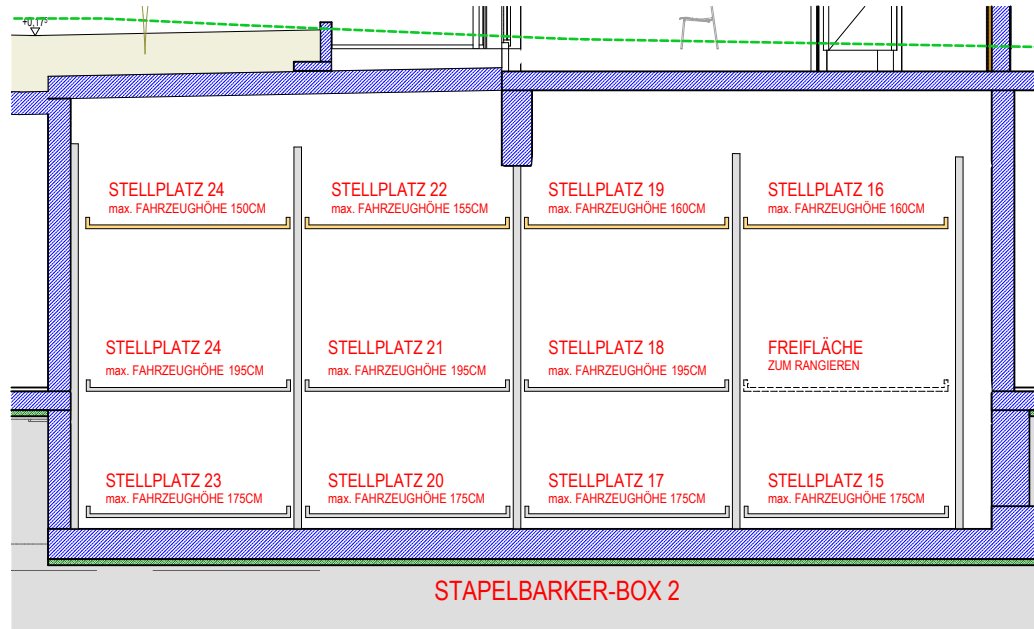 +0.17⁵
STELLPLATZ 24
max. FAHRZEUGHÖHE 150CM
STELLPLATZ 22
max. FAHRZEUGHÖHE 155CM
STELLPLATZ 19
max. FAHRZEUGHÖHE 160CM
STELLPLATZ 16
max. FAHRZEUGHÖHE 160CM
STELLPLATZ 24
max. FAHRZEUGHÖHE 195CM
STELLPLATZ 21
max. FAHRZEUGHÖHE 195CM
STELLPLATZ 18
max. FAHRZEUGHÖHE 195CM
FREIFLÄCHE
ZUM RANGIEREN
STELLPLATZ 23
max. FAHRZEUGHÖHE 175CM
STELLPLATZ 20
max. FAHRZEUGHÖHE 175CM
STELLPLATZ 17
max. FAHRZEUGHÖHE 175CM
STELLPLATZ 15
max. FAHRZEUGHÖHE 175CM
STAPELBARKER-BOX 2